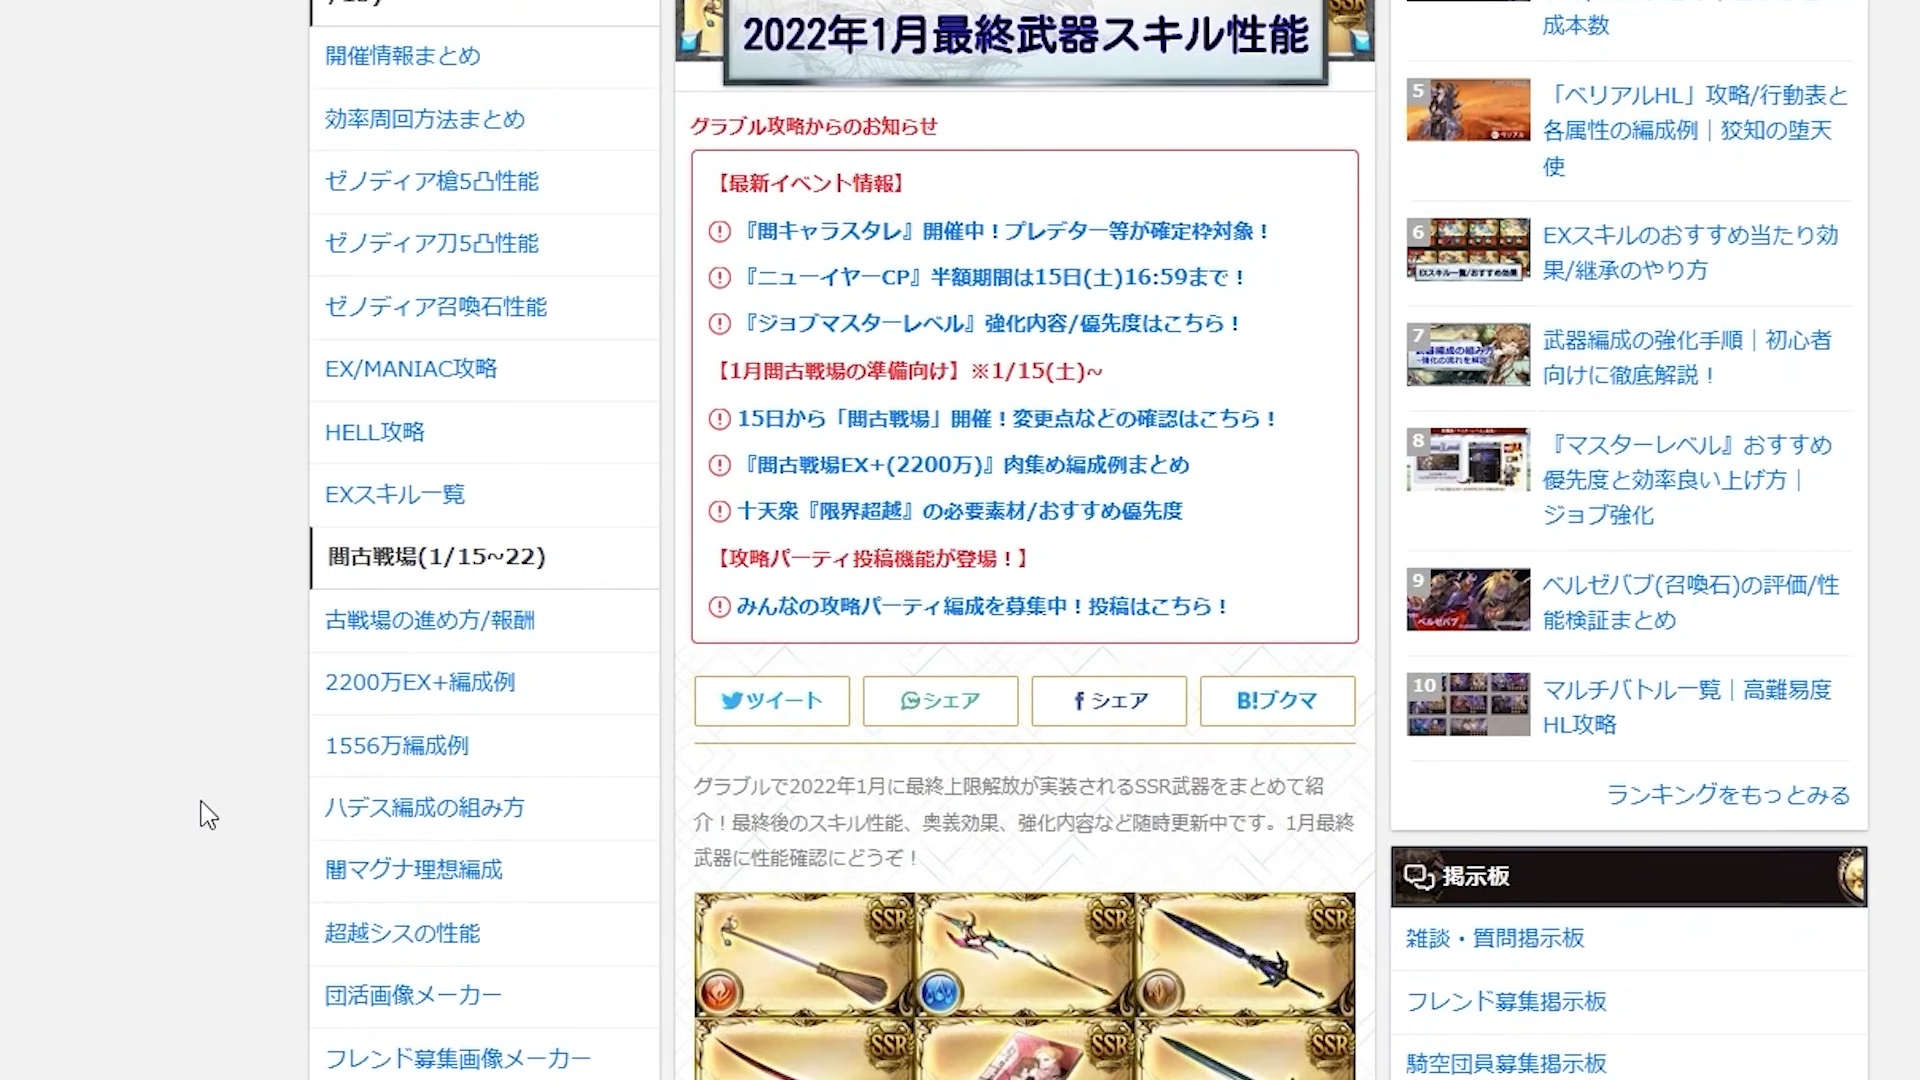 開催情報まとめ
効率周回方法まとめ
ゼノディア槍5凸性能
ゼノディア刀5凸性能
ゼノディア召喚石性能
EX/MANIAC攻略
HELL攻略
EXスキル一覧
闇古戦場(1/15~22)
古戦場の進め方/報酬
2200万EX+編成例
1556万編成例
ハデス編成の組み方
闇マグナ理想編成
超越シスの性能
団活画像メーカー
フレンド募集画像メーカー
2022年1月最終武器スキル性能
グラブル攻略からのお知らせ
【最新イベント情報】
『闇キャラスタレ』開催中！プレデター等が確定枠対象！
『ニューイヤーCP』半額期間は15日(土)16:59まで！
『ジョブマスターレベル』強化内容/優先度はこちら！
【1月闇古戦場の準備向け】※1/15(土)~
15日から「闇古戦場」開催！変更点などの確認はこちら！
『闇古戦場EX+(2200万)』肉集め編成例まとめ
十天衆『限界超越』の必要素材/おすすめ優先度
【攻略パーティ投稿機能が登場！】
みんなの攻略パーティ編成を募集中！投稿はこちら！
ツイート
シェア
シェア
B!ブクマ
グラブルで2022年1月に最終上限解放が実装されるSSR武器をまとめて紹
介！最終後のスキル性能、奥義効果、強化内容など随時更新中です。1月最終
武器に性能確認にどうぞ！
SSR
SSR
SSR
SSR
SSR
SSR
成本数
5
「ベリアルHL」攻略/行動表と
各属性の編成例｜狡知の堕天
使
6
EXスキル一覧/おすすめ効果
EXスキルのおすすめ当たり効
果/継承のやり方
7
武器編成の強化手順｜初心者
向けに徹底解説！
8
『マスターレベル』おすすめ
優先度と効率良い上げ方｜
ジョブ強化
9
ベルゼバブ
ベルゼバブ(召喚石)の評価/性
能検証まとめ
10
マルチバトル一覧｜高難易度
HL攻略
ランキングをもっとみる
掲示板
雑談・質問掲示板
フレンド募集掲示板
騎空団員募集掲示板